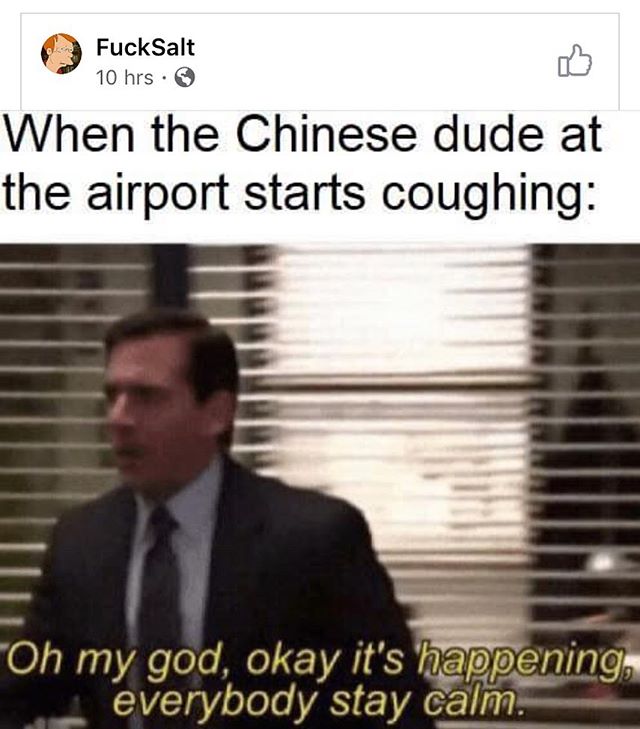 FuckSalt
10 hrs ·
When the Chinese dude at
the airport starts coughing:
Oh my god, okay it's happening,
everybody stay calm.